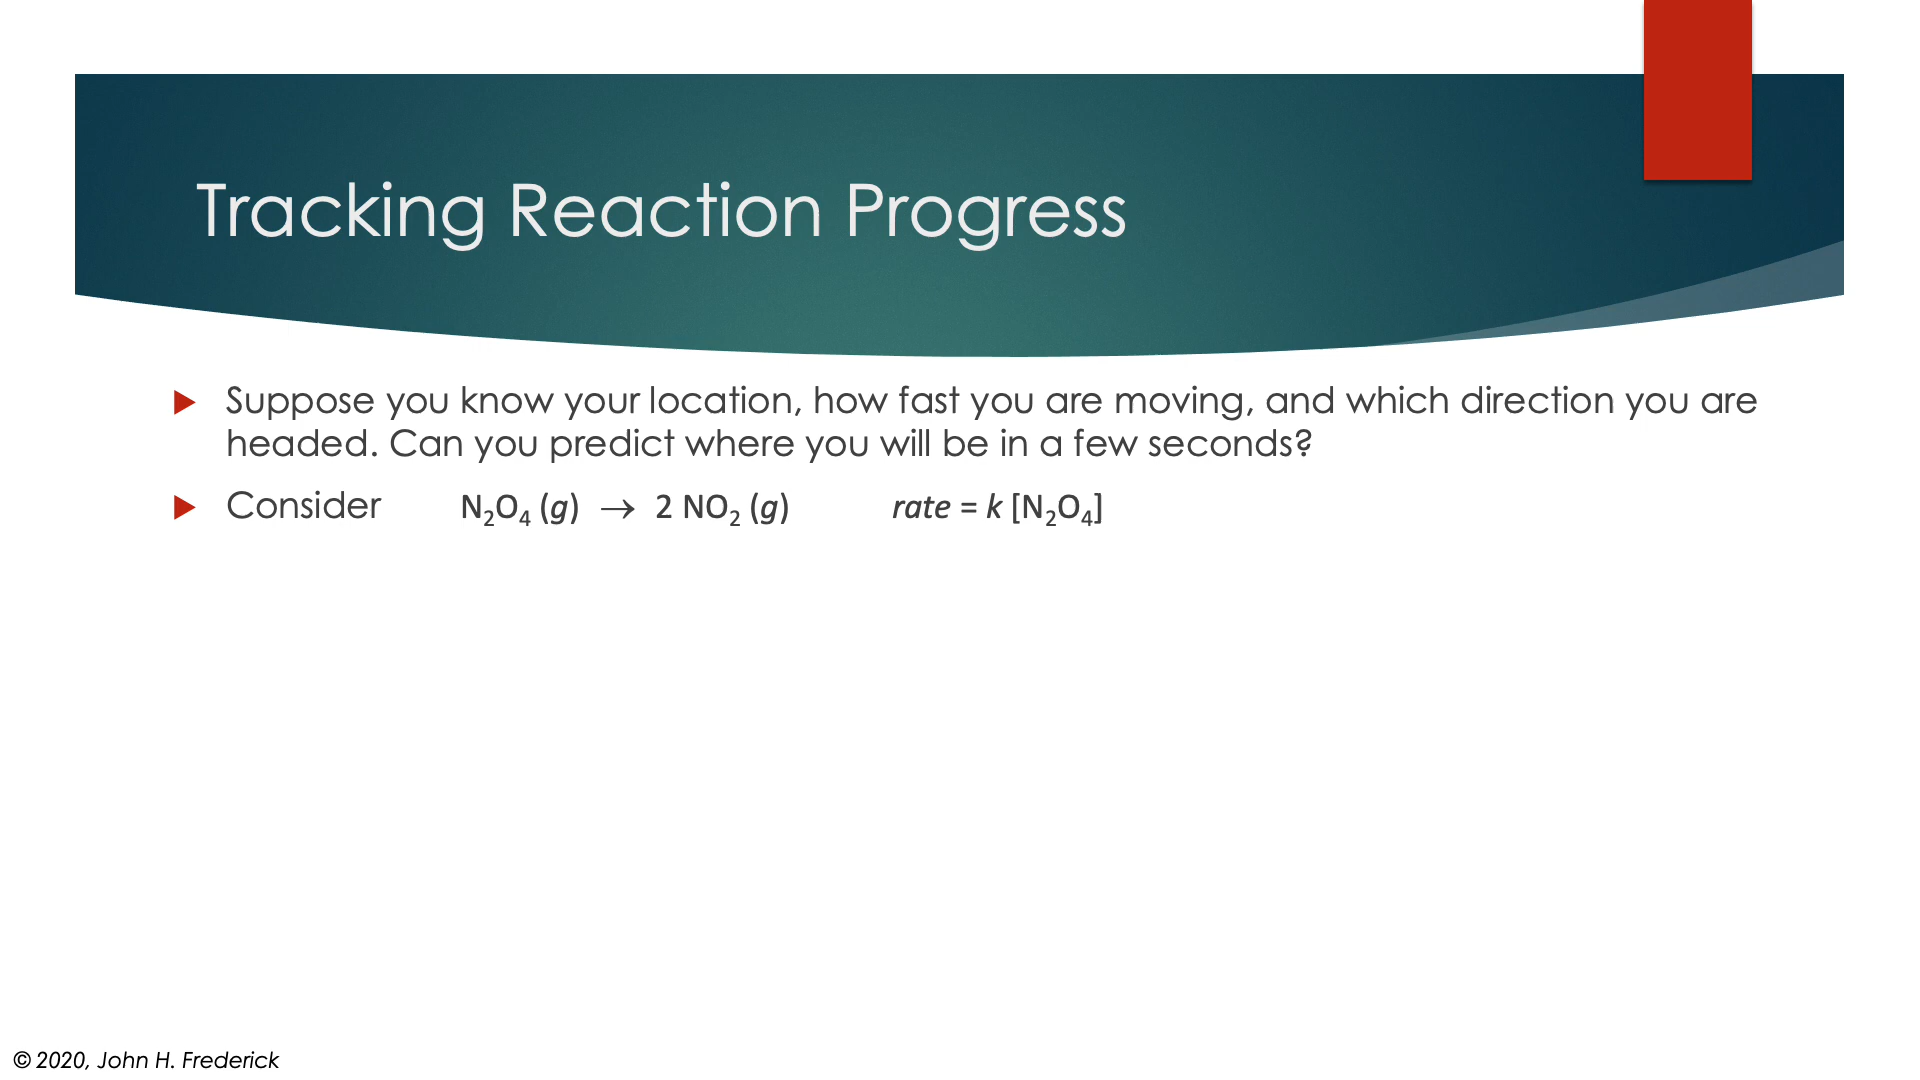 Tracking Reaction Progress
Suppose you know your location, how fast you are moving, and which direction you are
headed. Can you predict where you will be in a few seconds?
Consider N₂O₄ (g) → 2 NO₂ (g) rate = k [N₂O₄]
© 2020, John H. Frederick